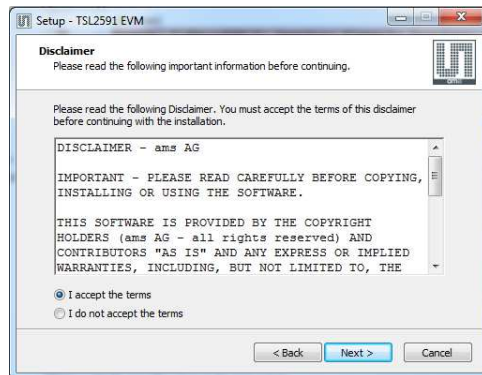 Setup - TSL2591 EVM
Disclaimer
Please read the following important information before continuing.
Please read the following Disclaimer. You must accept the terms of this disclaimer
before continuing with the installation.
DISCLAIMER - ams AG
IMPORTANT - PLEASE READ CAREFULLY BEFORE COPYING,
INSTALLING OR USING THE SOFTWARE.
THIS SOFTWARE IS PROVIDED BY THE COPYRIGHT
HOLDERS (ams AG - all rights reserved) AND
CONTRIBUTORS "AS IS" AND ANY EXPRESS OR IMPLIED
WARRANTIES, INCLUDING, BUT NOT LIMITED TO, THE
I accept the terms
I do not accept the terms
< Back
Next >
Cancel